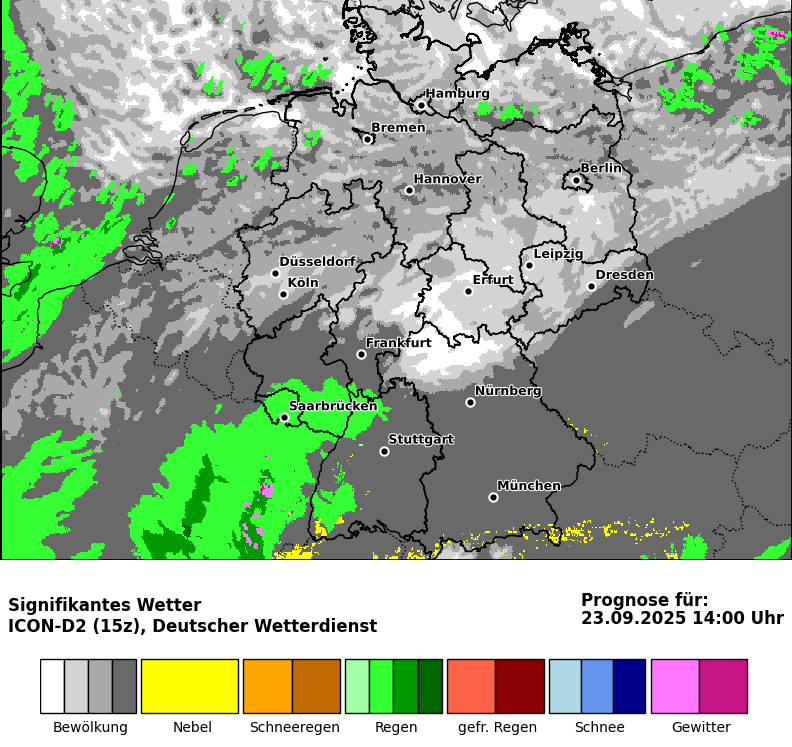 Hamburg
Bremen
Berlin
Hannover
Leipzig
Düsseldorf
Dresden
Köln
Erfurt
Frankfurt
Nürnberg
Saarbrücken
Stuttgart
München
Signifikantes Wetter
ICON-D2 (15z), Deutscher Wetterdienst
Prognose für:
23.09.2025 14:00 Uhr
Bewölkung Nebel Schneeregen Regen gefr. Regen Schnee Gewitter